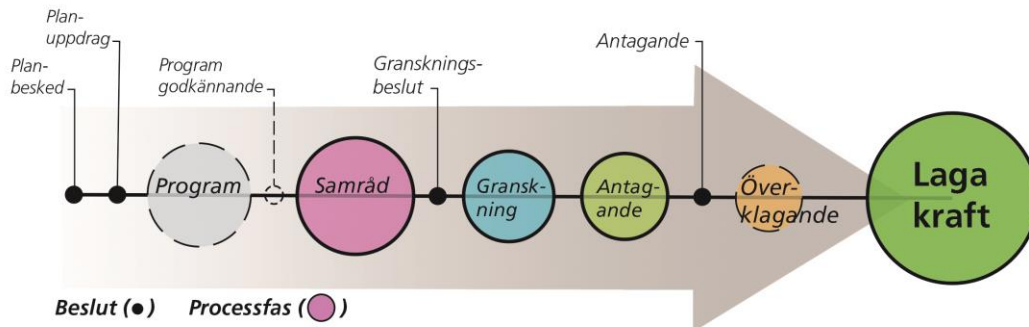 Plan-
uppdrag
Plan-
besked
Program
godkännande
Gransknings-
beslut
Antagande
Program
Samråd
Gransk-
ning
Antag-
ande
Över-
klagande
Laga
kraft
Beslut (●)
Processfas ( )